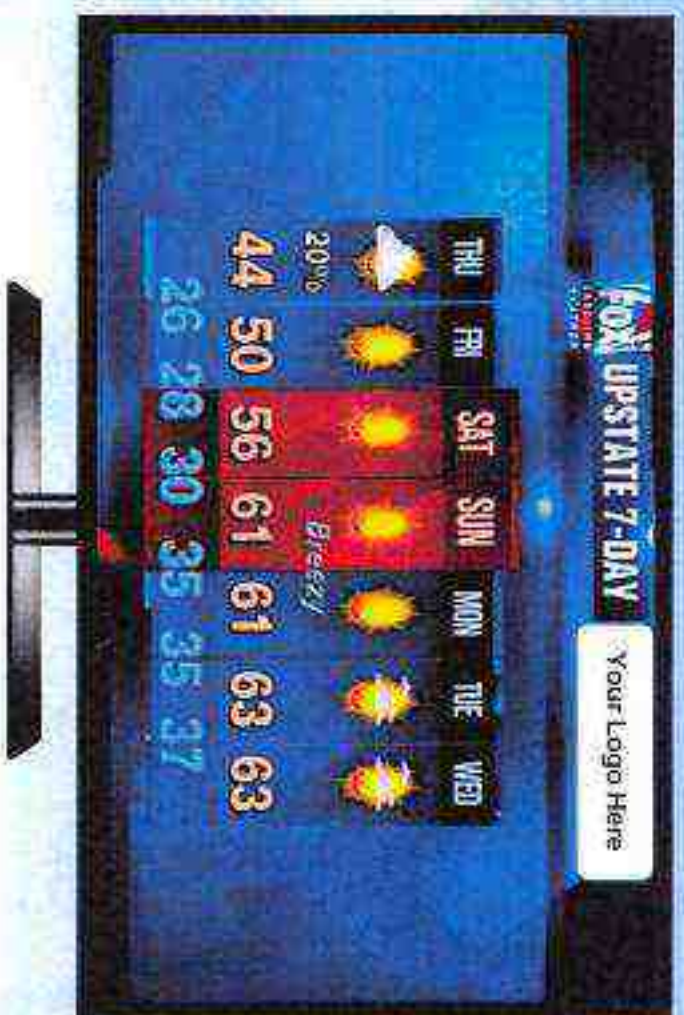 FOX UPSTATE 7-DAY
Your Logo Here
THU FRI SAT SUN MON TUE WED
20% Breezy
44 50 56 61 61 63 63
26 28 30 35 35 37